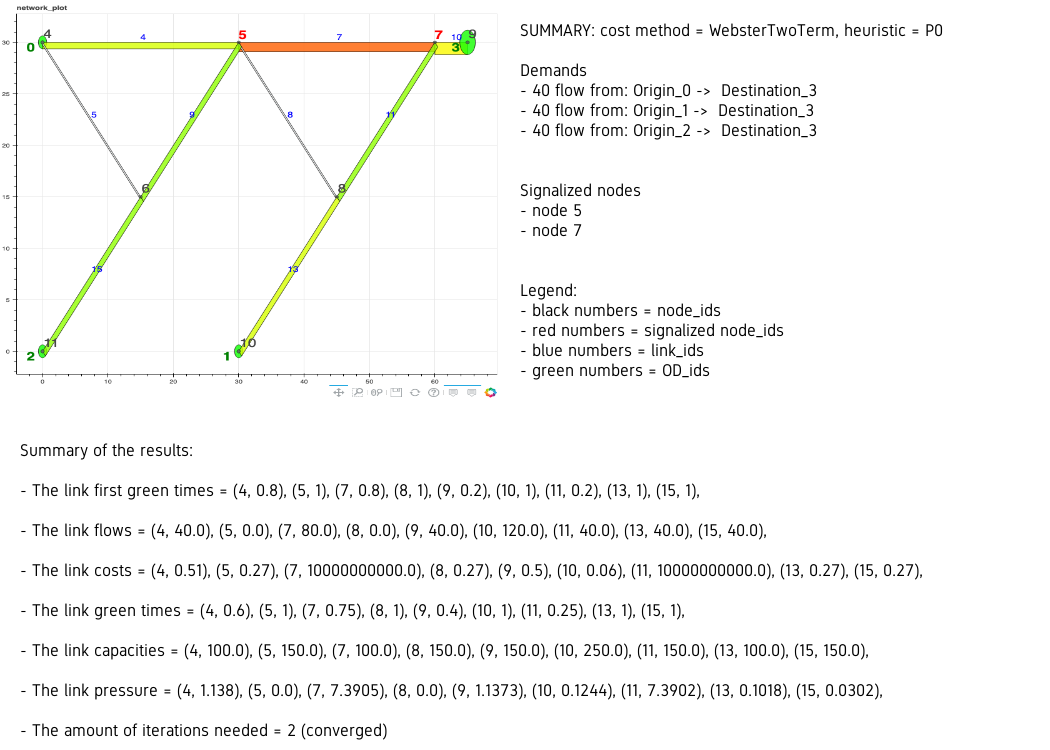 network_plot
SUMMARY: cost method = WebsterTwoTerm, heuristic = P0
Demands
- 40 flow from: Origin_0 -> Destination_3
- 40 flow from: Origin_1 -> Destination_3
- 40 flow from: Origin_2 -> Destination_3
Signalized nodes
- node 5
- node 7
Legend:
- black numbers = node_ids
- red numbers = signalized node_ids
- blue numbers = link_ids
- green numbers = OD_ids
4 5 7 9
4 7 10
30 0 3
25
5 9 8 11
20
6 8
15
10
15 13
5
11 10
0 2 1
0 10 20 30 40 50 60
Summary of the results:
- The link first green times = (4, 0.8), (5, 1), (7, 0.8), (8, 1), (9, 0.2), (10, 1), (11, 0.2), (13, 1), (15, 1),
- The link flows = (4, 40.0), (5, 0.0), (7, 80.0), (8, 0.0), (9, 40.0), (10, 120.0), (11, 40.0), (13, 40.0), (15, 40.0),
- The link costs = (4, 0.51), (5, 0.27), (7, 10000000000.0), (8, 0.27), (9, 0.5), (10, 0.06), (11, 10000000000.0), (13, 0.27), (15, 0.27),
- The link green times = (4, 0.6), (5, 1), (7, 0.75), (8, 1), (9, 0.4), (10, 1), (11, 0.25), (13, 1), (15, 1),
- The link capacities = (4, 100.0), (5, 150.0), (7, 100.0), (8, 150.0), (9, 150.0), (10, 250.0), (11, 150.0), (13, 100.0), (15, 150.0),
- The link pressure = (4, 1.138), (5, 0.0), (7, 7.3905), (8, 0.0), (9, 1.1373), (10, 0.1244), (11, 7.3902), (13, 0.1018), (15, 0.0302),
- The amount of iterations needed = 2 (converged)